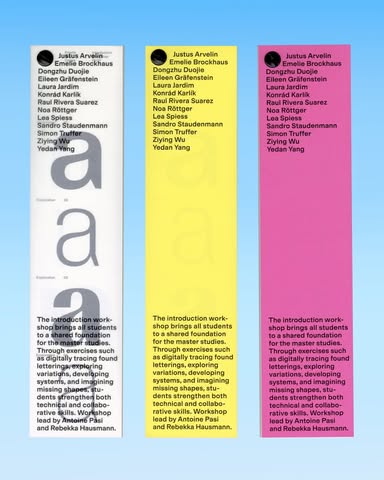 Justus Arvelin
Emelie Brockhaus
Dongzhu Duojie
Eileen Gräfenstein
Laura Jardim
Konrád Karlík
Raul Rivera Suarez
Noa Röttger
Lea Spiess
Sandro Staudenmann
Simon Truffer
Ziying Wu
Yedan Yang
a
a
a
a
The introduction work-
shop brings all students
to a shared foundation
for the master studies.
Through exercises such
as digitally tracing found
letterings, exploring
variations, developing
systems, and imagining
missing shapes, stu-
dents strengthen both
technical and collabo-
rative skills. Workshop
lead by Antoine Pasi
and Rebekka Hausmann.
Justus Arvelin
Emelie Brockhaus
Dongzhu Duojie
Eileen Gräfenstein
Laura Jardim
Konrád Karlík
Raul Rivera Suarez
Noa Röttger
Lea Spiess
Sandro Staudenmann
Simon Truffer
Ziying Wu
Yedan Yang
The introduction work-
shop brings all students
to a shared foundation
for the master studies.
Through exercises such
as digitally tracing found
letterings, exploring
variations, developing
systems, and imagining
missing shapes, stu-
dents strengthen both
technical and collabo-
rative skills. Workshop
lead by Antoine Pasi
and Rebekka Hausmann.
Justus Arvelin
Emelie Brockhaus
Dongzhu Duojie
Eileen Gräfenstein
Laura Jardim
Konrád Karlík
Raul Rivera Suarez
Noa Röttger
Lea Spiess
Sandro Staudenmann
Simon Truffer
Ziying Wu
Yedan Yang
The introduction work-
shop brings all students
to a shared foundation
for the master studies.
Through exercises such
as digitally tracing found
letterings, exploring
variations, developing
systems, and imagining
missing shapes, stu-
dents strengthen both
technical and collabo-
rative skills. Workshop
lead by Antoine Pasi
and Rebekka Hausmann.